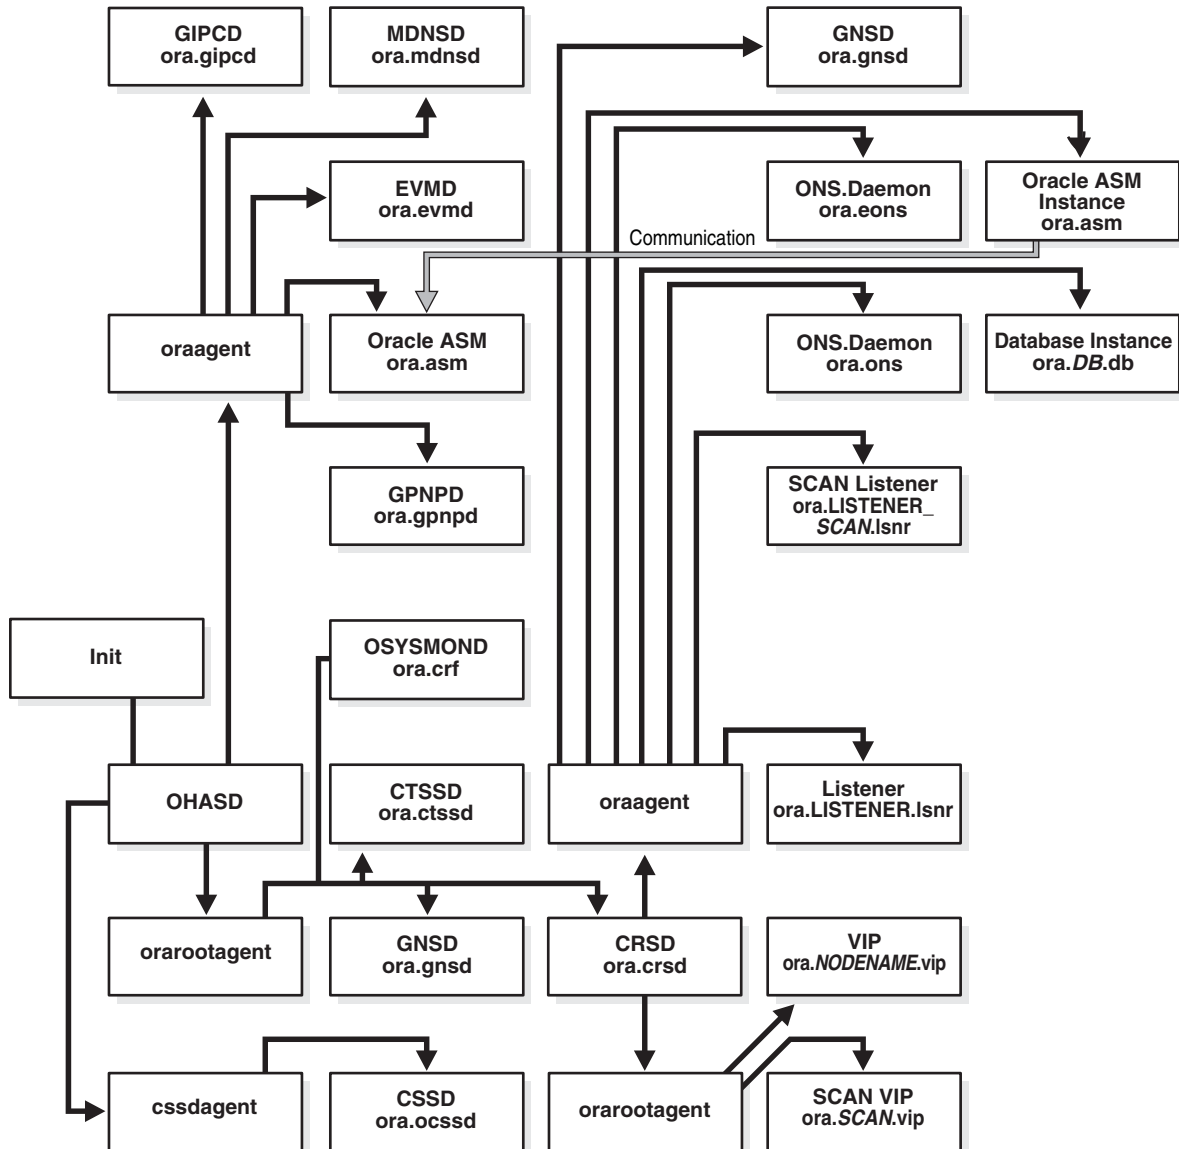 GIPCD
ora.gipcd
MDNSD
ora.mdnsd
GNSD
ora.gnsd
EVMD
ora.evmd
ONS.Daemon
ora.eons
Oracle ASM
Instance
ora.asm
Communication
oraagent
Oracle ASM
ora.asm
ONS.Daemon
ora.ons
Database Instance
ora.DB.db
GPNPD
ora.gpnpd
SCAN Listener
ora.LISTENER_
SCAN.lsnr
Init
OSYSMOND
ora.crf
OHASD
CTSSD
ora.ctssd
oraagent
Listener
ora.LISTENER.lsnr
orarootagent
GNSD
ora.gnsd
CRSD
ora.crsd
VIP
ora.NODENAME.vip
cssdagent
CSSD
ora.ocssd
orarootagent
SCAN VIP
ora.SCAN.vip